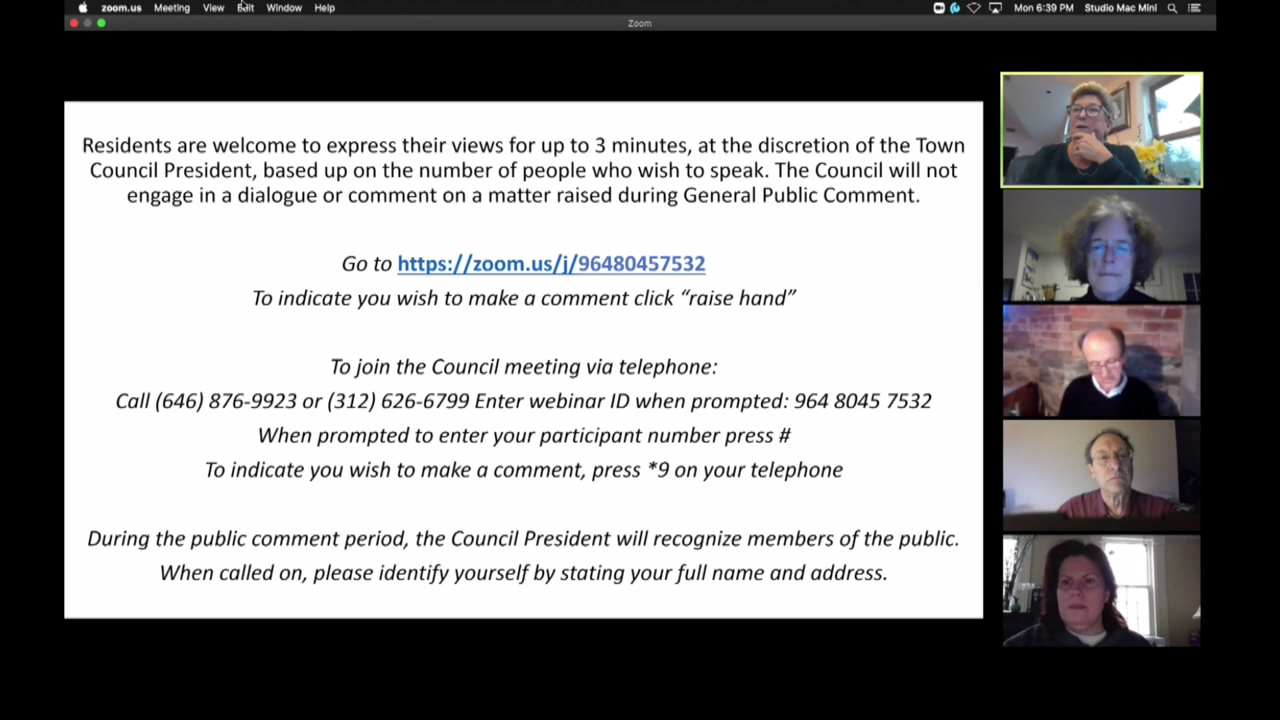 zoom.us Meeting View Edit Window Help Mon 6:39 PM Studio Mac Mini
Zoom
Residents are welcome to express their views for up to 3 minutes, at the discretion of the Town
Council President, based up on the number of people who wish to speak. The Council will not
engage in a dialogue or comment on a matter raised during General Public Comment.
Go to https://zoom.us/j/96480457532
To indicate you wish to make a comment click “raise hand”
To join the Council meeting via telephone:
Call (646) 876-9923 or (312) 626-6799 Enter webinar ID when prompted: 964 8045 7532
When prompted to enter your participant number press #
To indicate you wish to make a comment, press *9 on your telephone
During the public comment period, the Council President will recognize members of the public.
When called on, please identify yourself by stating your full name and address.